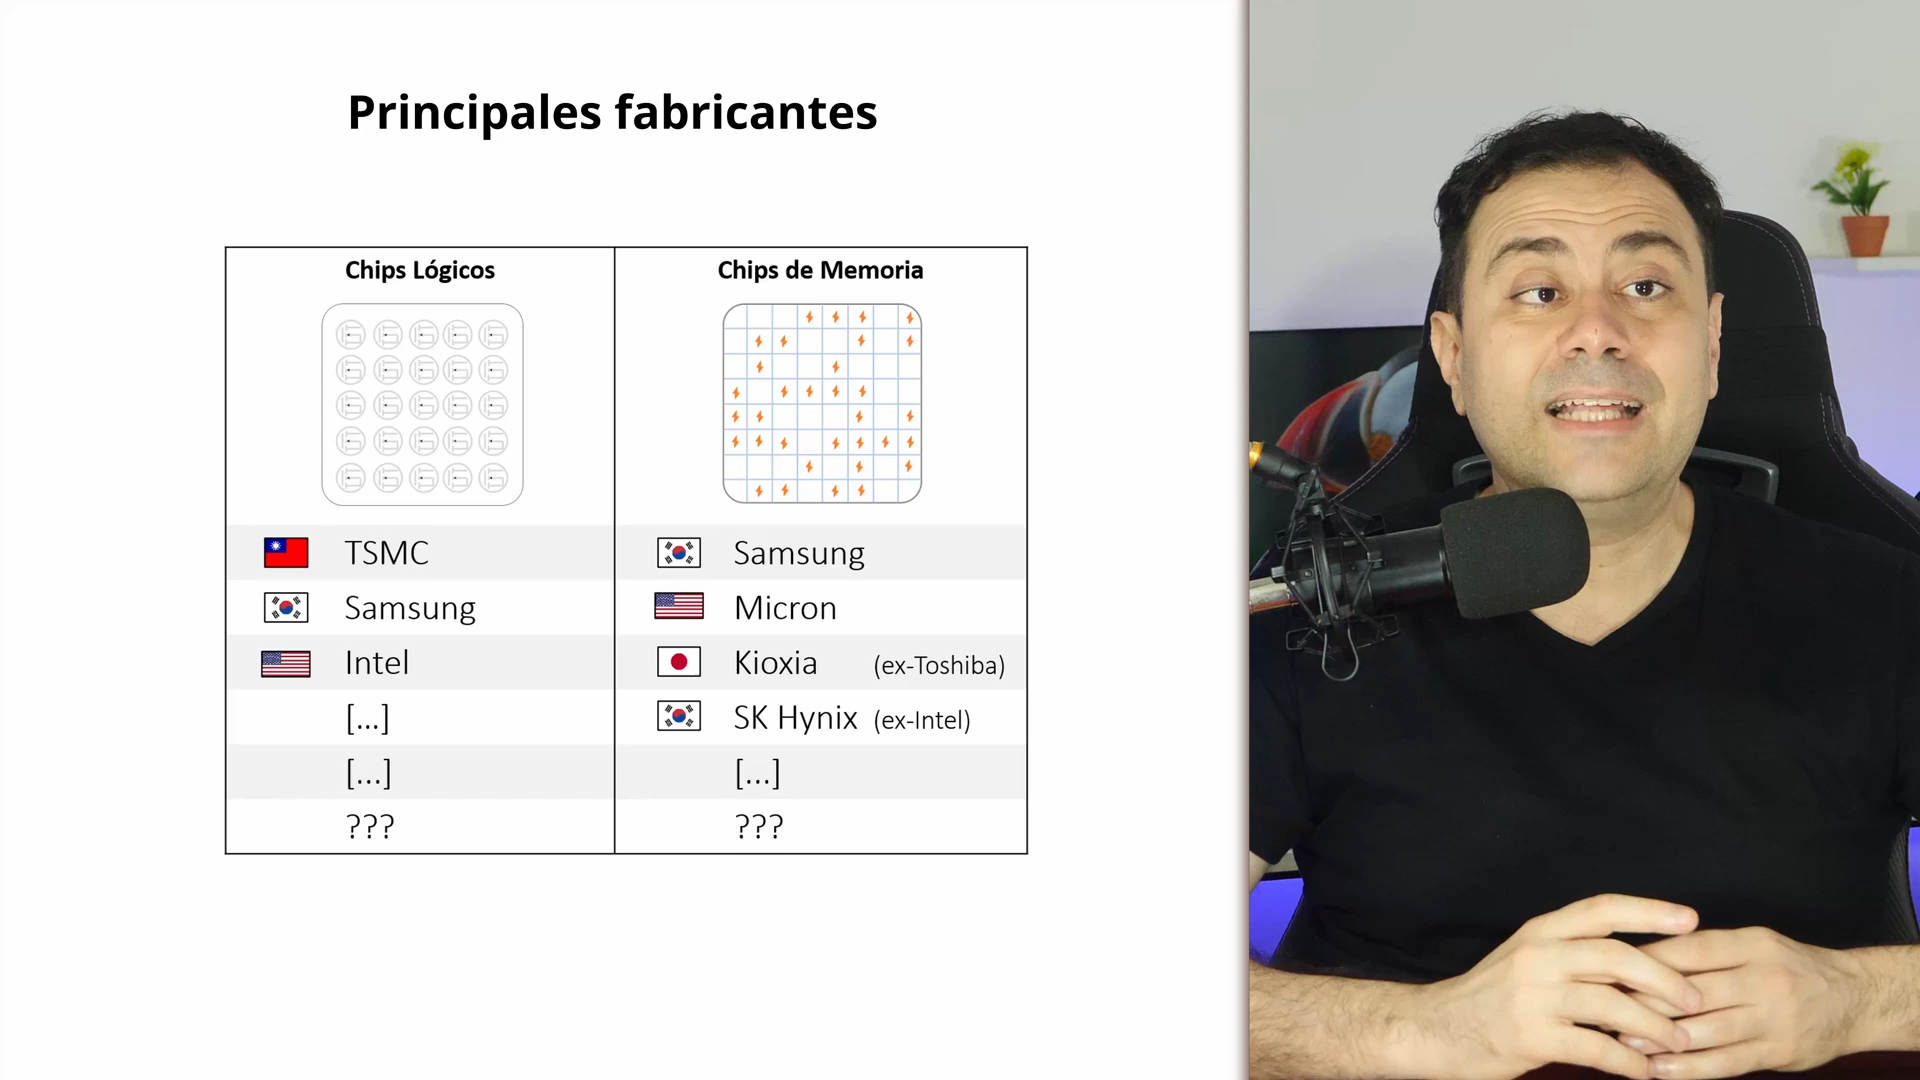 Principales fabricantes
Chips Lógicos
Chips de Memoria
TSMC
Samsung
Samsung
Micron
Intel
Kioxia (ex-Toshiba)
[...]
SK Hynix (ex-Intel)
[...]
[...]
???
???